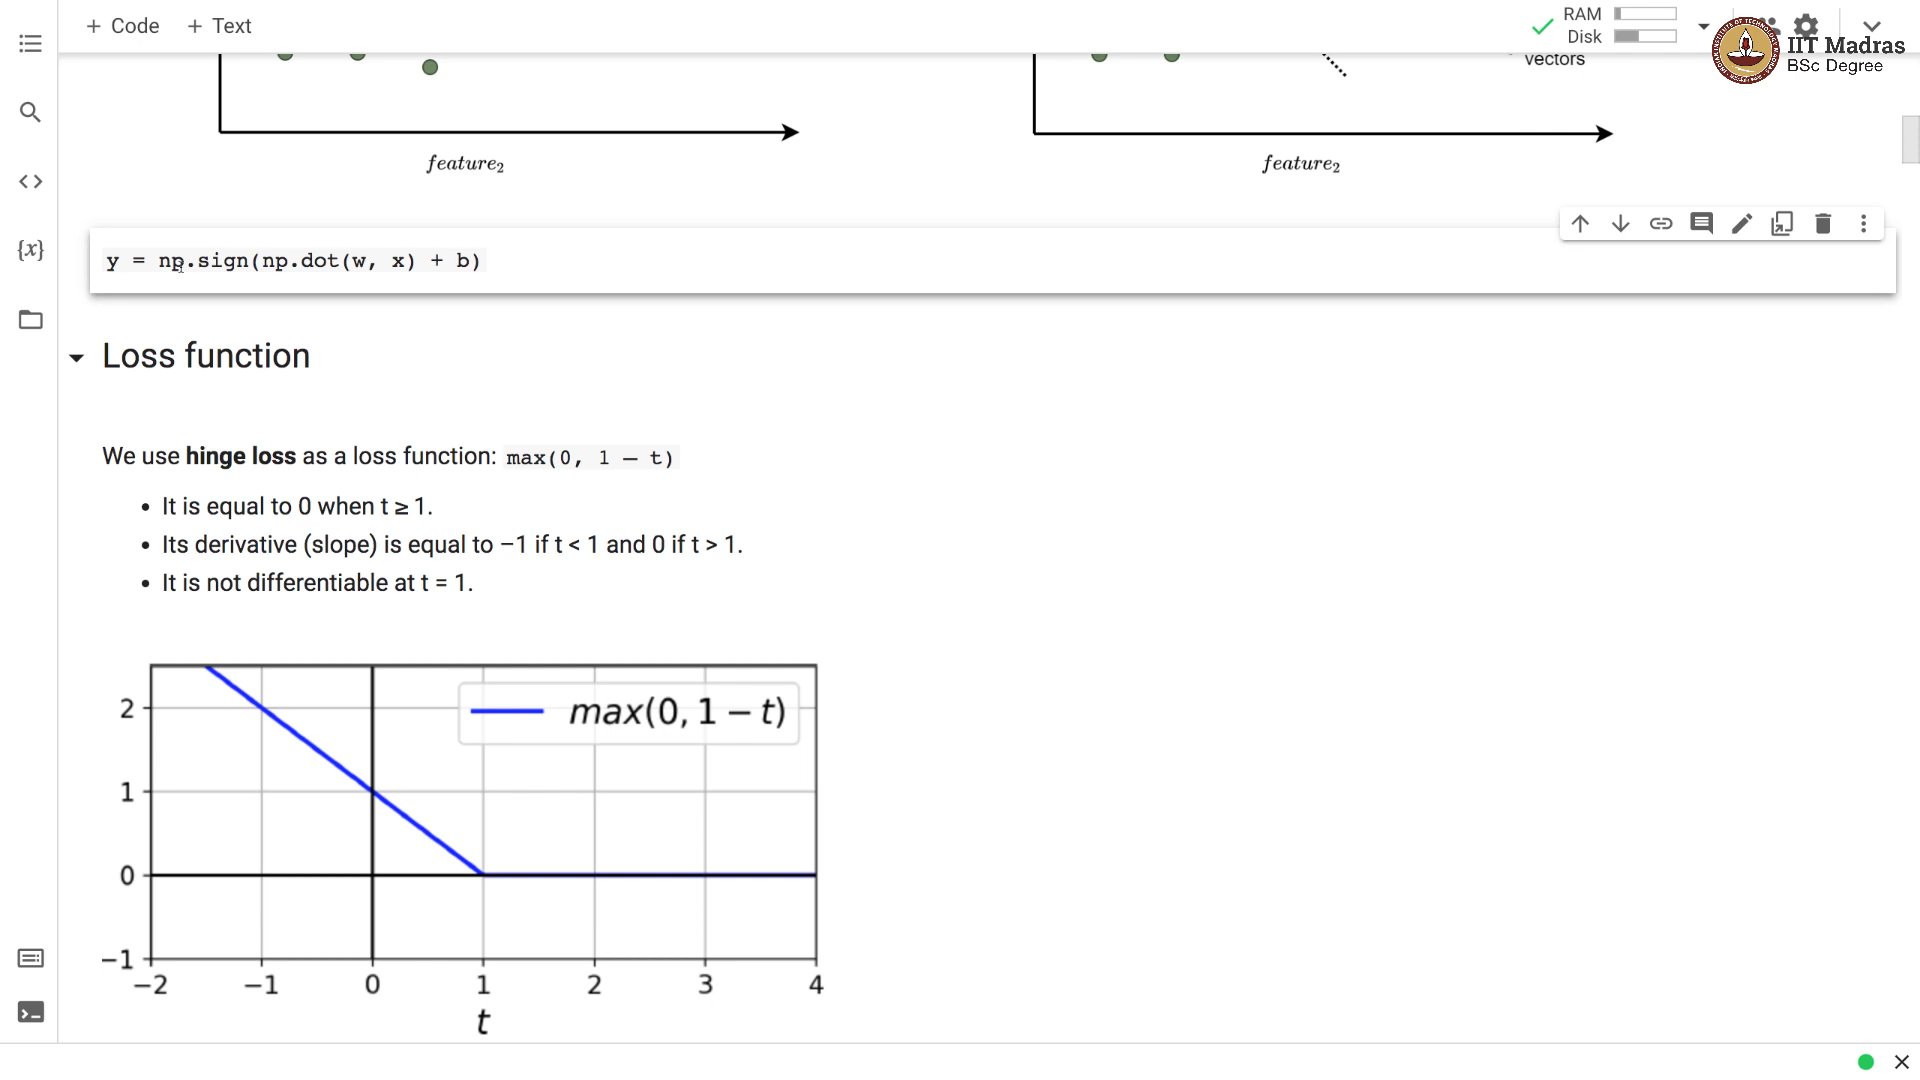 + Code + Text
RAM
Disk
IIT Madras
BSc Degree
vectors
feature2
feature2
{x}
y = np.sign(np.dot(w, x) + b)
Loss function
We use hinge loss as a loss function: max(0, 1 – t)
• It is equal to 0 when t ≥ 1.
• Its derivative (slope) is equal to –1 if t < 1 and 0 if t > 1.
• It is not differentiable at t = 1.
max(0, 1 − t)
2
1
0
−1
−2 −1 0 1 2 3 4
t